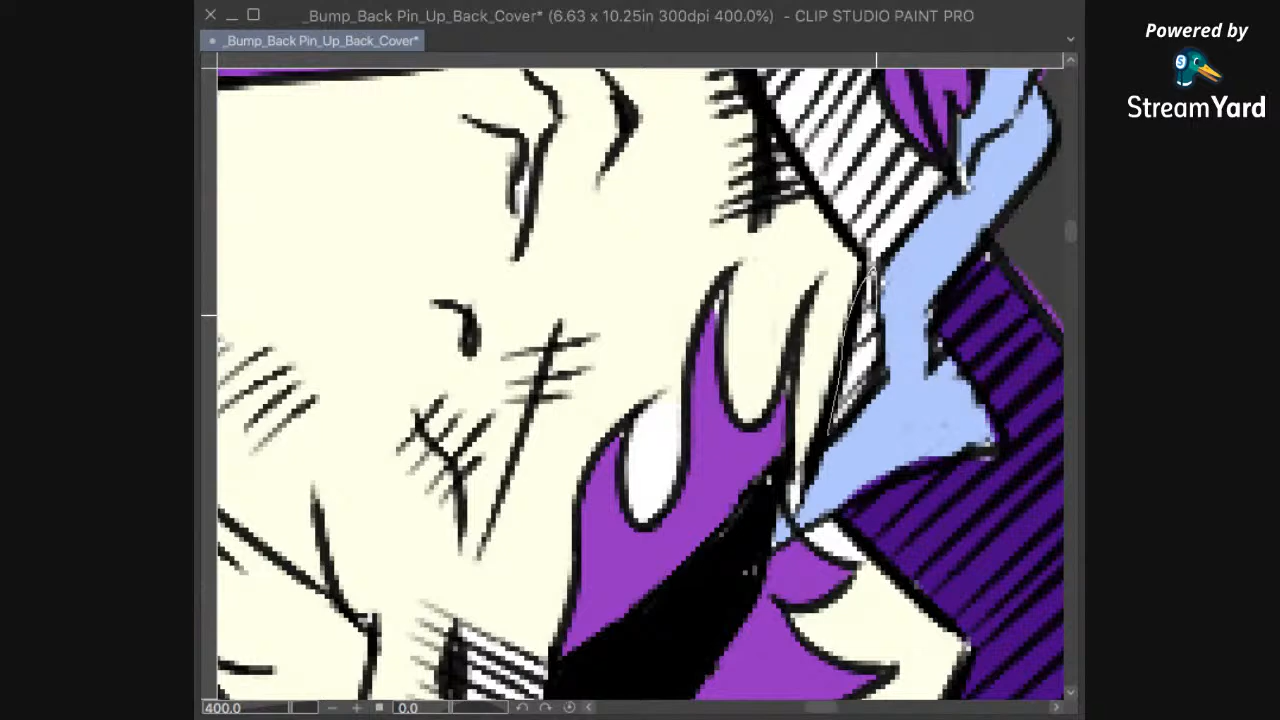 _Bump_Back Pin_Up_Back_Cover* (6.63 x 10.25in 300dpi 400.0%) - CLIP STUDIO PAINT PRO
_Bump_Back Pin_Up_Back_Cover*
Powered by
StreamYard
400.0
0.0